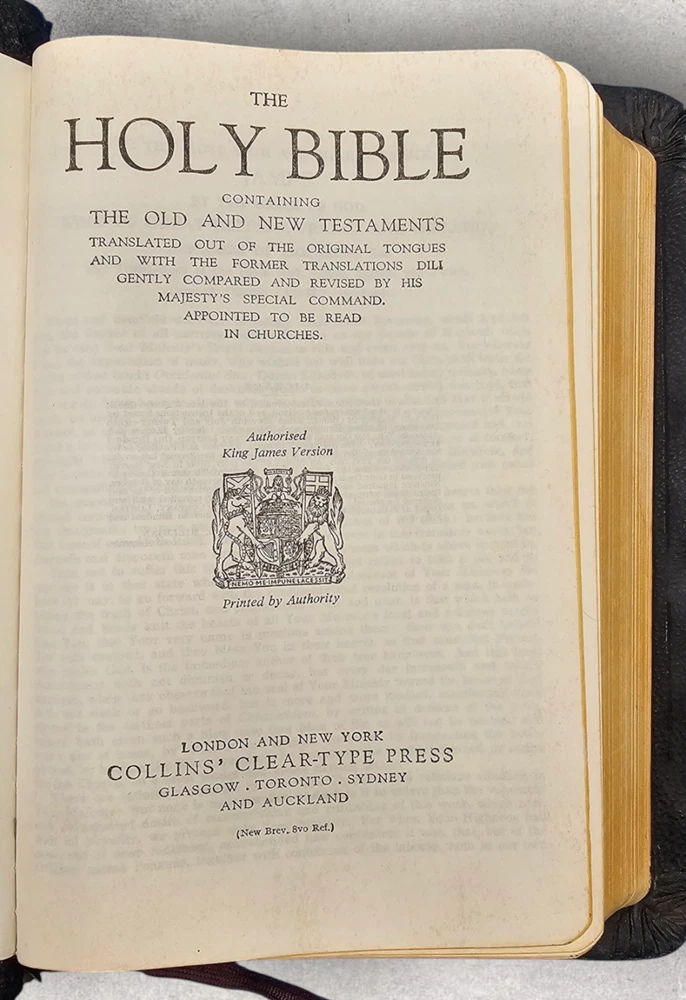 THE
HOLY BIBLE
CONTAINING
THE OLD AND NEW TESTAMENTS
TRANSLATED OUT OF THE ORIGINAL TONGUES
AND WITH THE FORMER TRANSLATIONS DILI
GENTLY COMPARED AND REVISED BY HIS
MAJESTY'S SPECIAL COMMAND.
APPOINTED TO BE READ
IN CHURCHES.
Authorised
King James Version
NEMO·ME·IMPUNE·LACESSIT
Printed by Authority
LONDON AND NEW YORK
COLLINS' CLEAR-TYPE PRESS
GLASGOW . TORONTO . SYDNEY
AND AUCKLAND
(New Brev. 8vo Ref.)